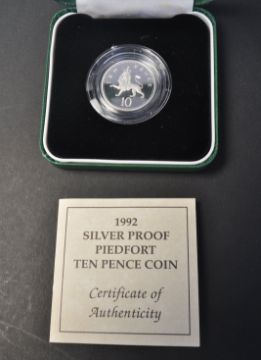 10
1992
SILVER PROOF
PIEDFORT
TEN PENCE COIN
Certificate of
Authenticity